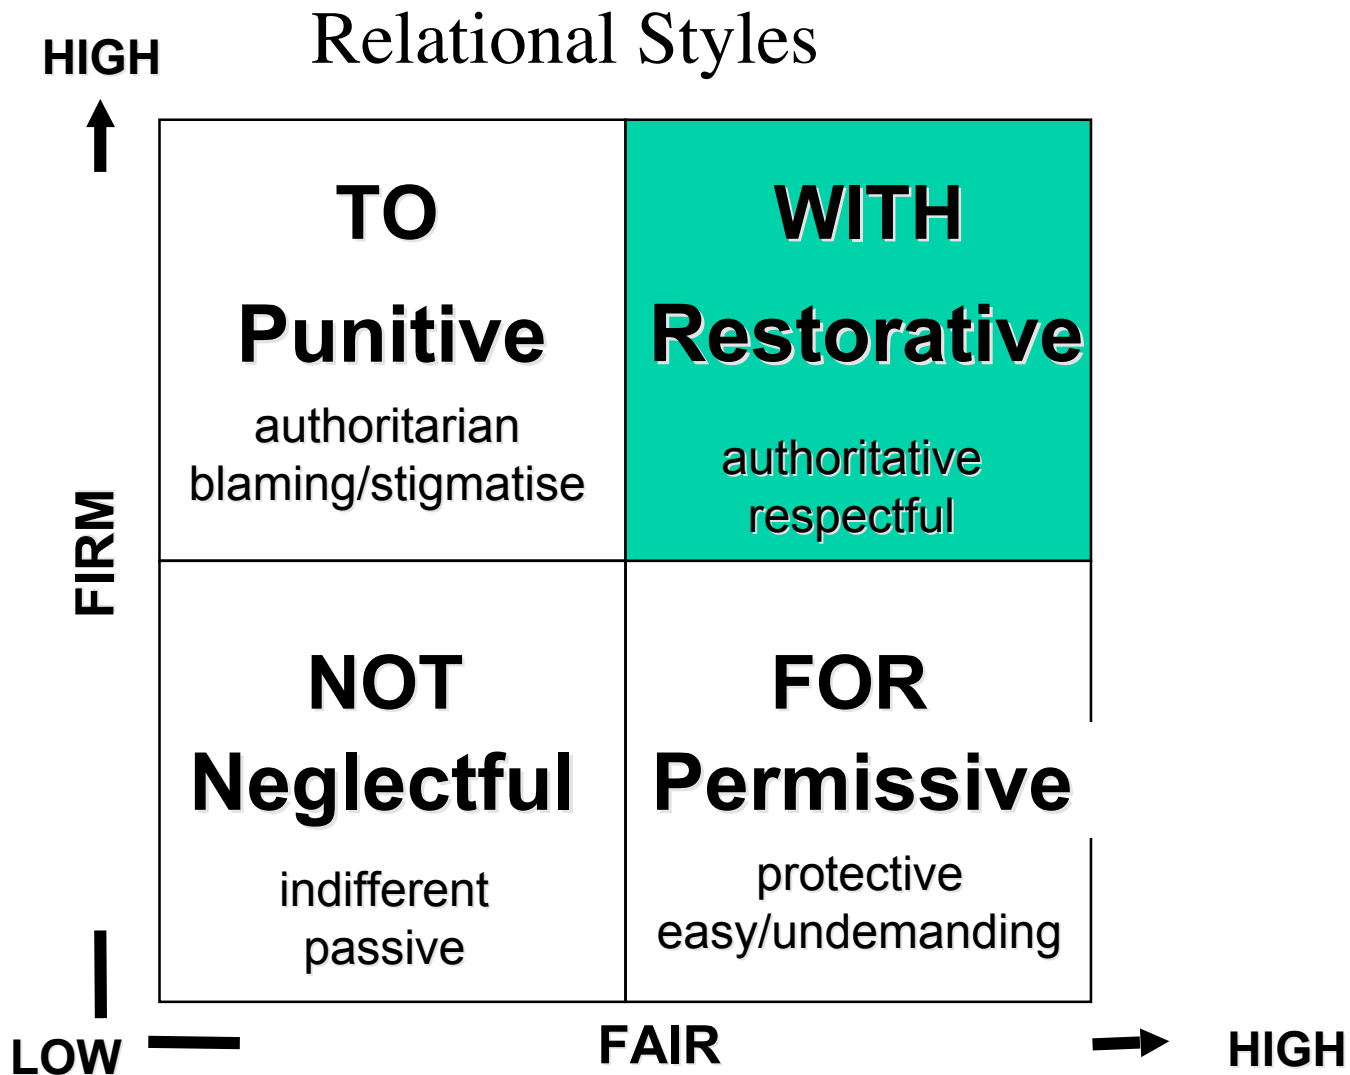 Relational Styles
HIGH
TO
Punitive
authoritarian
blaming/stigmatise
WITH
Restorative
authoritative
respectful
FIRM
NOT
Neglectful
indifferent
passive
FOR
Permissive
protective
easy/undemanding
LOW
FAIR
HIGH